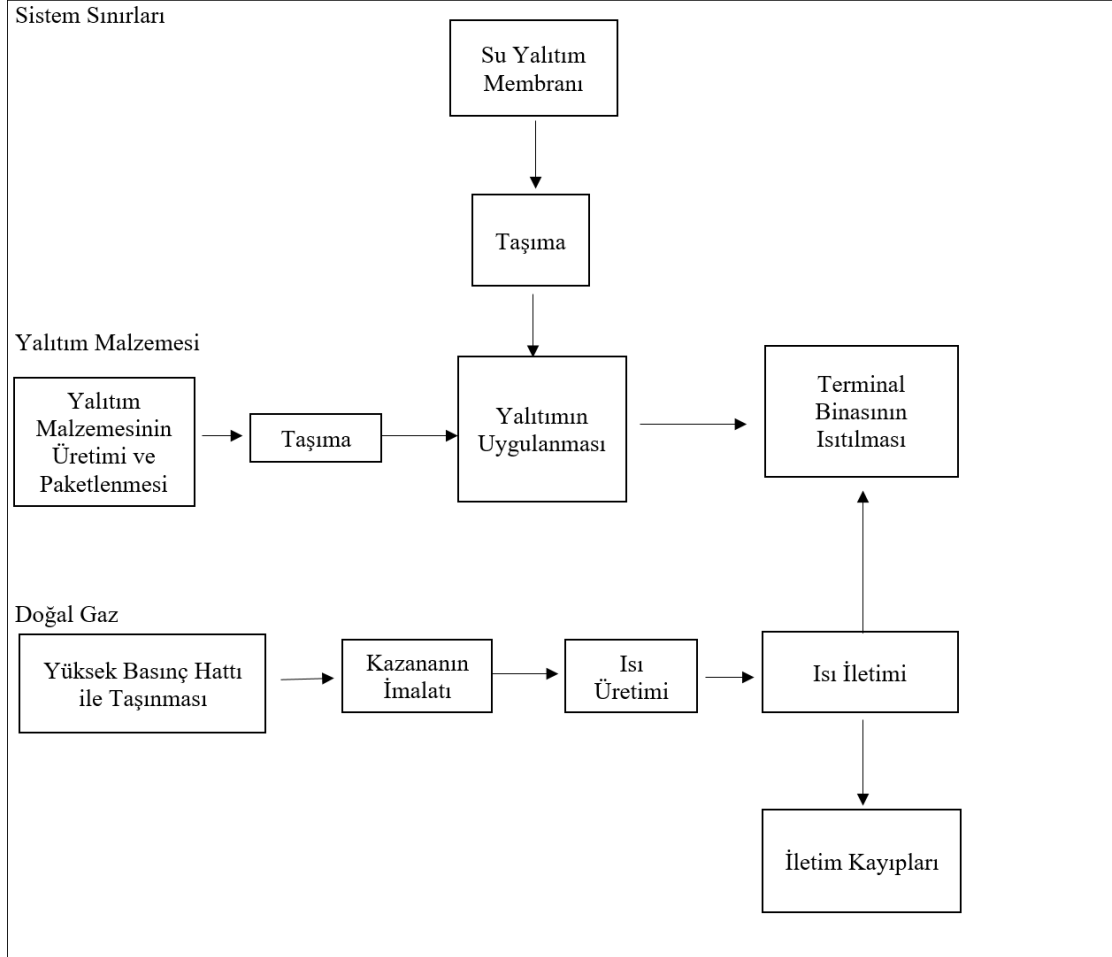 Sistem Sınırları
Su Yalıtım
Membranı
Taşıma
Yalıtım Malzemesi
Yalıtım
Malzemesinin
Üretimi ve
Paketlenmesi
Taşıma
Yalıtımın
Uygulanması
Terminal
Binasının
Isıtılması
Doğal Gaz
Yüksek Basınç Hattı
ile Taşınması
Kazananın
İmalatı
Isı
Üretimi
Isı İletimi
İletim Kayıpları